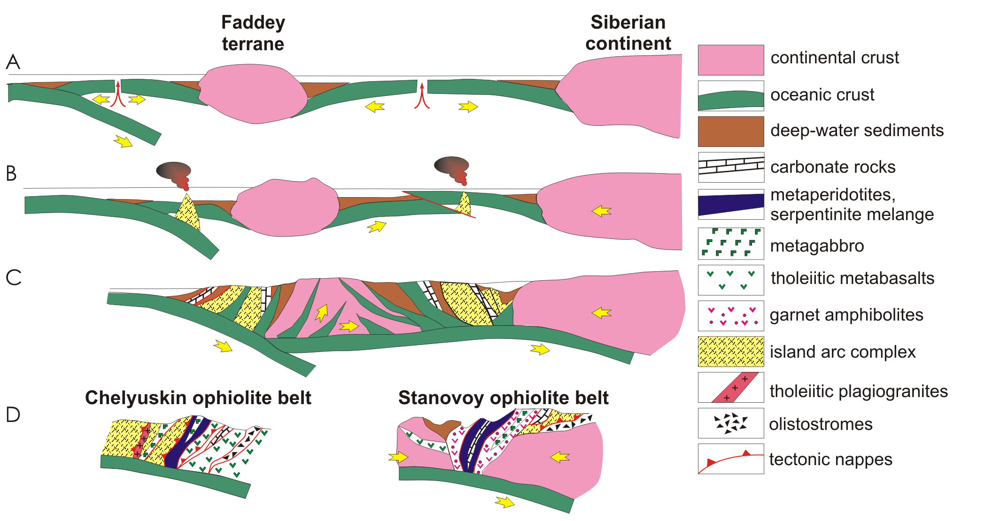 Faddey
terrane
Siberian
continent
A
B
C
Chelyuskin ophiolite belt
Stanovoy ophiolite belt
D
continental crust
oceanic crust
deep-water sediments
carbonate rocks
metaperidotites,
serpentinite melange
metagabbro
tholeiitic metabasalts
garnet amphibolites
island arc complex
tholeiitic plagiogranites
olistostromes
tectonic nappes